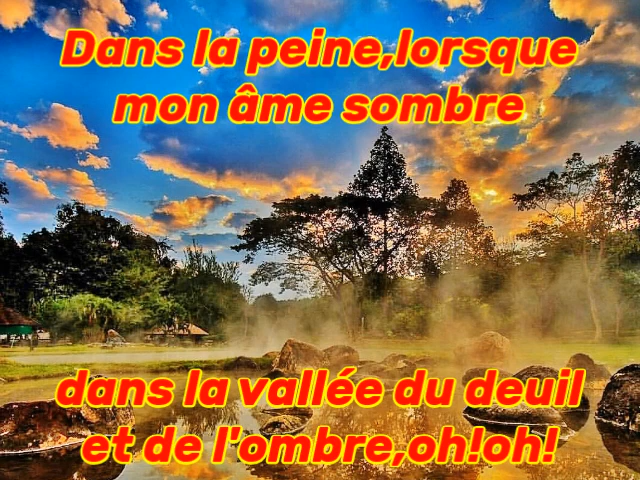 Dans la peine,lorsque
mon âme sombre
dans la vallée du deuil
et de l'ombre,oh!oh!